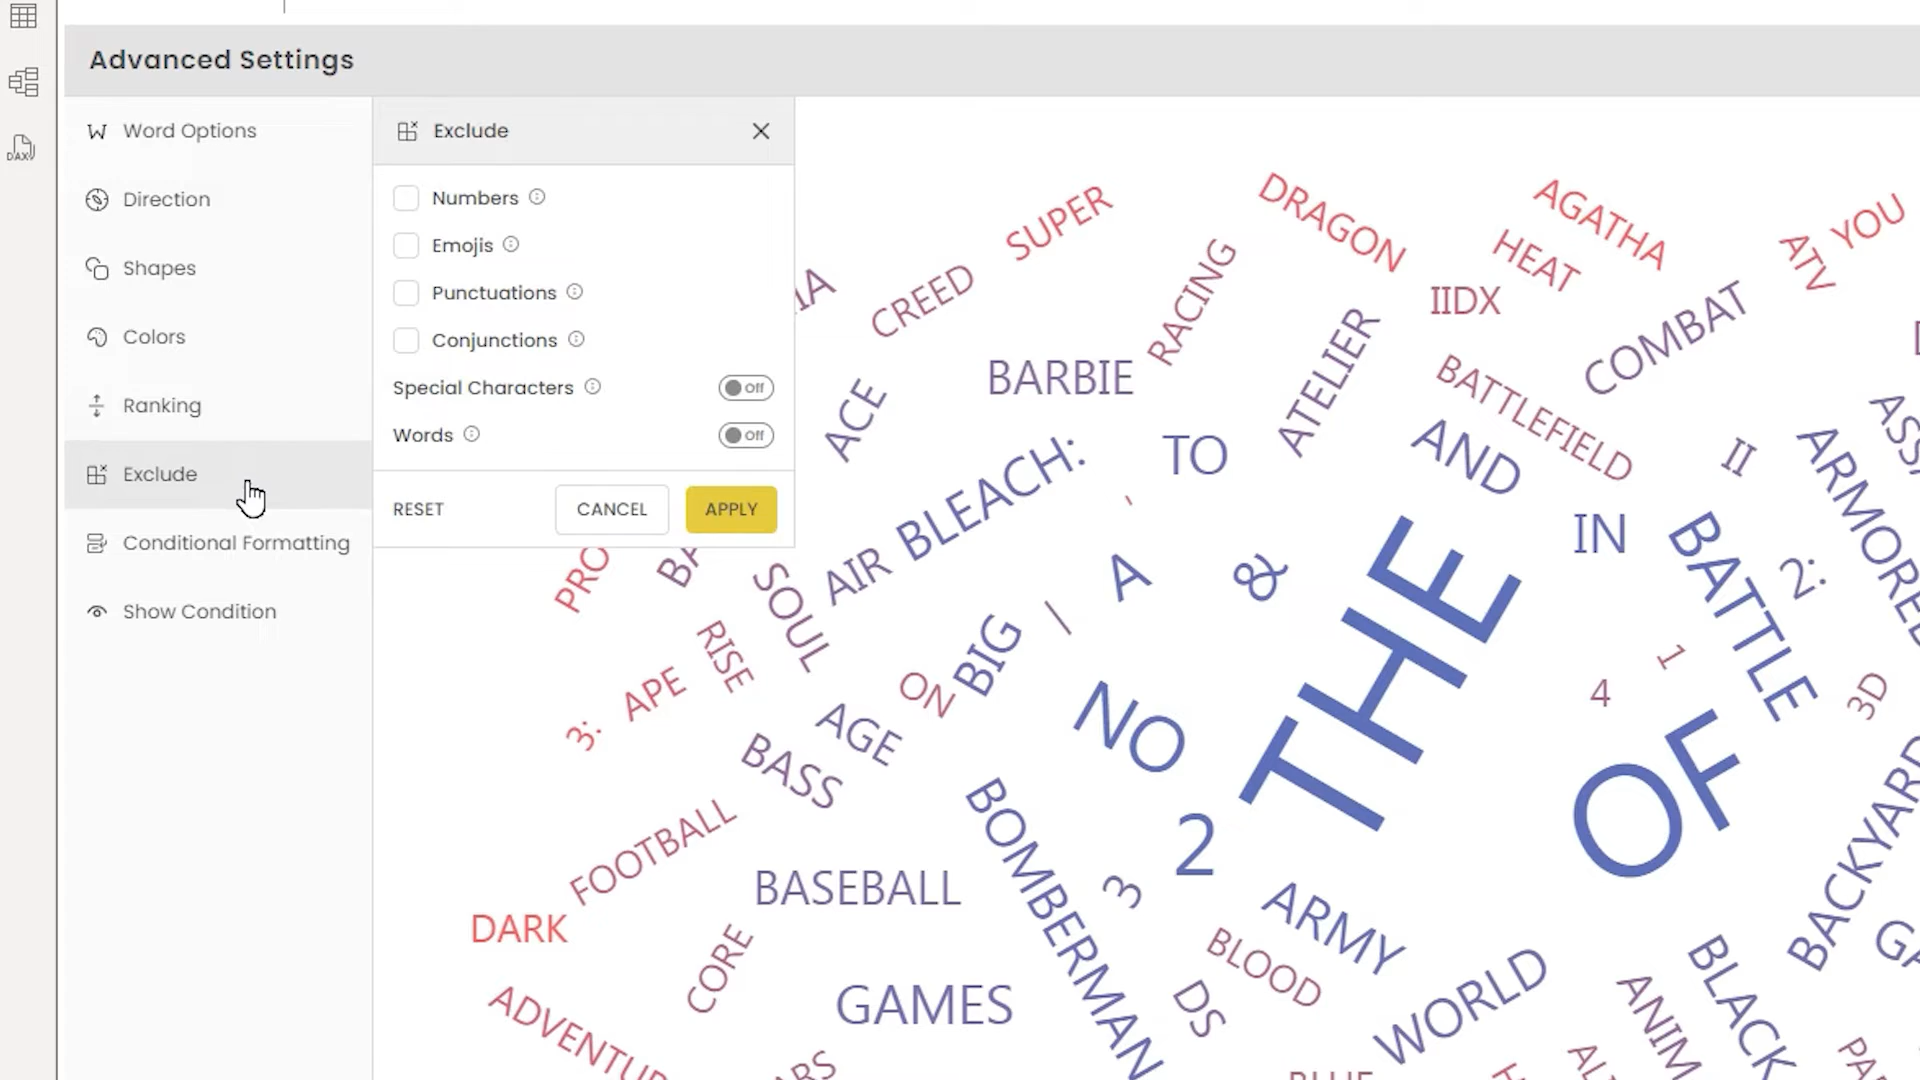 DAX
Advanced Settings
Word Options
Direction
Shapes
Colors
Ranking
Exclude
Conditional Formatting
Show Condition
Exclude
Numbers
Emojis
Punctuations
Conjunctions
Special Characters
Off
Words
Off
RESET
CANCEL
APPLY
SUPER
DRAGON
AGATHA
HEAT
YOU
ATV
CREED
RACING
IIDX
COMBAT
ATELIER
BARBIE
BATTLEFIELD
ACE
TO
AND
II
BLEACH:
IN
ARMORED
BATTLE
2:
PRO
SOUL
AIR
A
&
THE
|
BIG
RISE
APE
ON
1
4
3D
3:
AGE
NO
OF
BASS
BOMBERMAN
2
BACKYARD
FOOTBALL
BASEBALL
3
ARMY
DARK
CORE
BLOOD
BLACK
GAMES
DS
WORLD